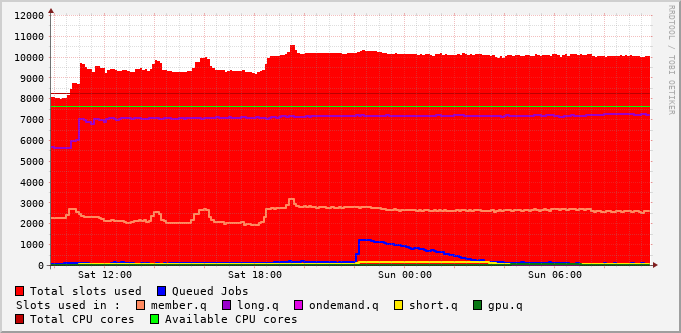 12000
11000
10000
9000
8000
7000
6000
5000
4000
3000
2000
1000
0
Sat 12:00 Sat 18:00 Sun 00:00 Sun 06:00
Total slots used Queued Jobs
Slots used in : member.q long.q ondemand.q short.q gpu.q
Total CPU cores Available CPU cores
RRDTOOL / TOBI OETIKER